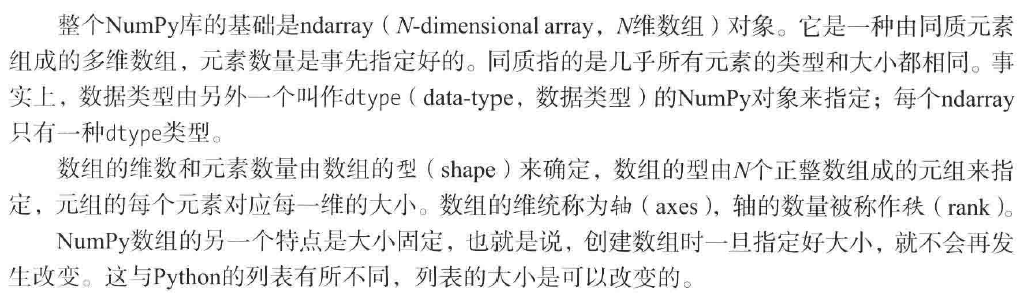 整个NumPy库的基础是ndarray（N-dimensional array，N维数组）对象。它是一种由同质元素
组成的多维数组，元素数量是事先指定好的。同质指的是几乎所有元素的类型和大小都相同。事
实上，数据类型由另外一个叫作dtype（data-type，数据类型）的NumPy对象来指定；每个ndarray
只有一种dtype类型。
数组的维数和元素数量由数组的型（shape）来确定，数组的型由N个正整数组成的元组来指
定，元组的每个元素对应每一维的大小。数组的维统称为轴（axes），轴的数量被称作秩（rank）。
NumPy数组的另一个特点是大小固定，也就是说，创建数组时一旦指定好大小，就不会再发
生改变。这与Python的列表有所不同，列表的大小是可以改变的。